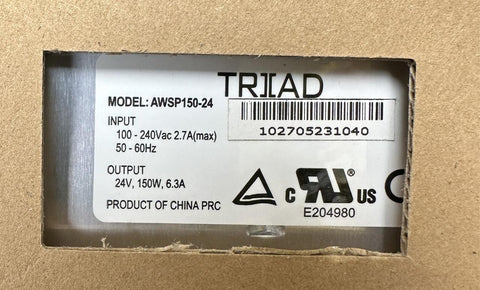 TRIAD
MODEL: AWSP150-24
INPUT
100 - 240Vac 2.7A(max)
50 - 60Hz
102705231040
OUTPUT
24V, 150W, 6.3A
PRODUCT OF CHINA PRC
c RU US
E204980